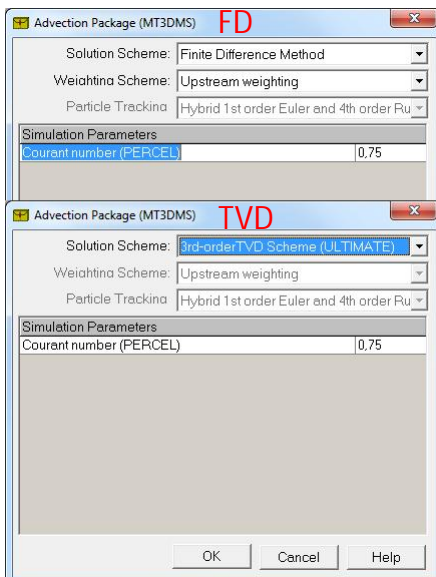 Advection Package (MT3DMS) FD
Solution Scheme: Finite Difference Method
Weighting Scheme: Upstream weighting
Particle Tracking Hybrid 1st order Euler and 4th order Ru
Simulation Parameters
Courant number (PERCEL) 0,75
Advection Package (MT3DMS) TVD
Solution Scheme: 3rd-orderTVD Scheme (ULTIMATE)
Weighting Scheme: Upstream weighting
Particle Tracking Hybrid 1st order Euler and 4th order Ru
Simulation Parameters
Courant number (PERCEL) 0,75
OK Cancel Help